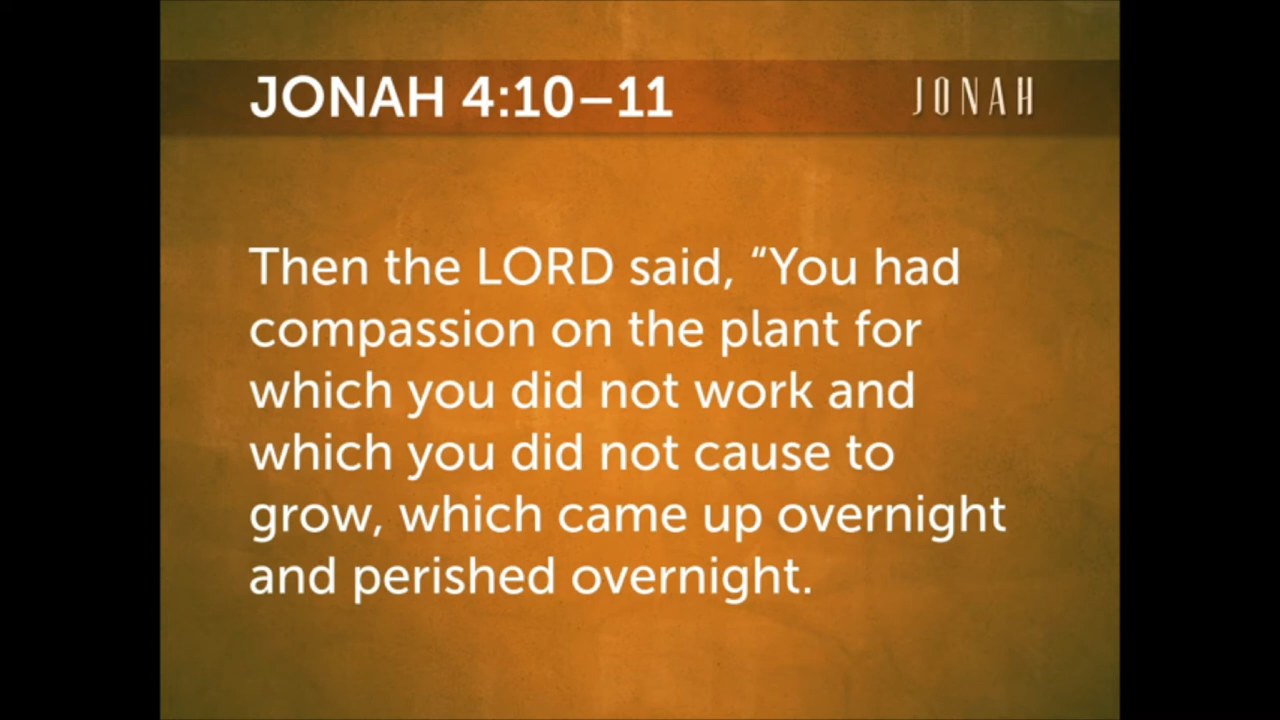 JONAH 4:10–11
JONAH
Then the LORD said, “You had
compassion on the plant for
which you did not work and
which you did not cause to
grow, which came up overnight
and perished overnight.